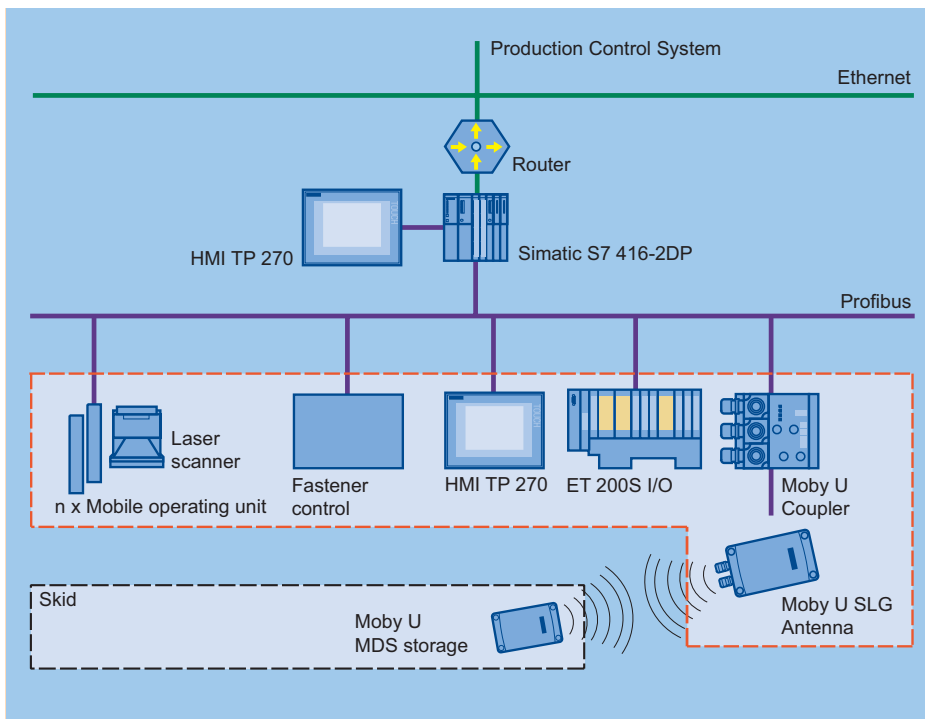 Production Control System
Ethernet
Router
HMI TP 270
Simatic S7 416-2DP
Profibus
Laser
scanner
n x Mobile operating unit
Fastener
control
HMI TP 270
ET 200S I/O
Moby U
Coupler
Skid
Moby U
MDS storage
Moby U SLG
Antenna